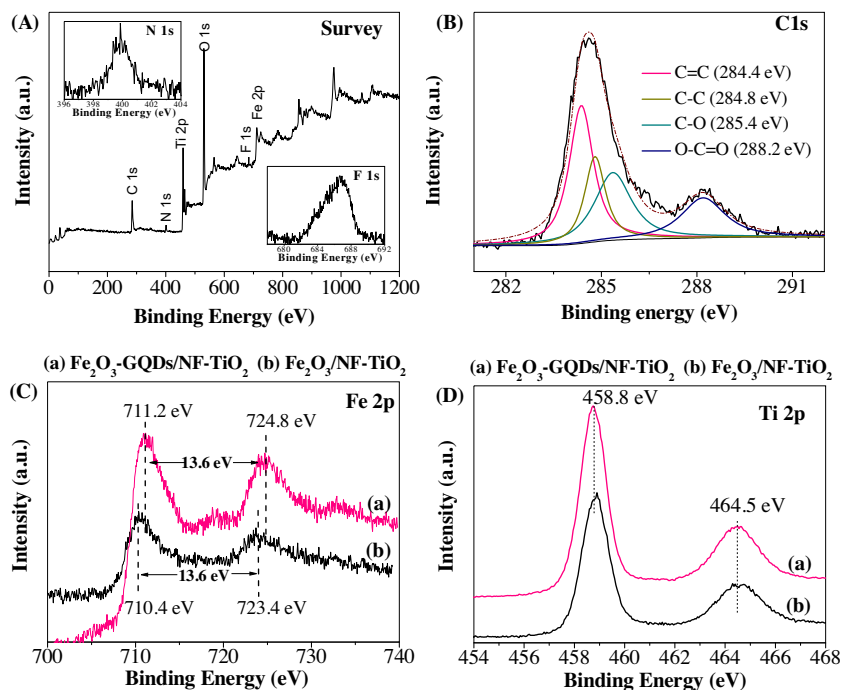 (A)
Survey
N 1s
396 398 400 402 404
Binding Energy (eV)
C 1s
N 1s
Ti 2p
O 1s
F 1s
Fe 2p
F 1s
680 684 688 692
Binding Energy (eV)
0 200 400 600 800 1000 1200
Binding Energy (eV)
Intensity (a.u.)
(B)
C1s
C=C (284.4 eV)
C-C (284.8 eV)
C-O (285.4 eV)
O-C=O (288.2 eV)
282 285 288 291
Binding energy (eV)
Intensity (a.u.)
(a) Fe₂O₃-GQDs/NF-TiO₂ (b) Fe₂O₃/NF-TiO₂
(C)
Fe 2p
711.2 eV
724.8 eV
13.6 eV
(a)
(b)
13.6 eV
710.4 eV
723.4 eV
700 710 720 730 740
Binding Energy (eV)
Intensity (a.u.)
(a) Fe₂O₃-GQDs/NF-TiO₂ (b) Fe₂O₃/NF-TiO₂
(D)
Ti 2p
458.8 eV
464.5 eV
(a)
(b)
454 456 458 460 462 464 466 468
Binding Energy (eV)
Intensity (a.u.)